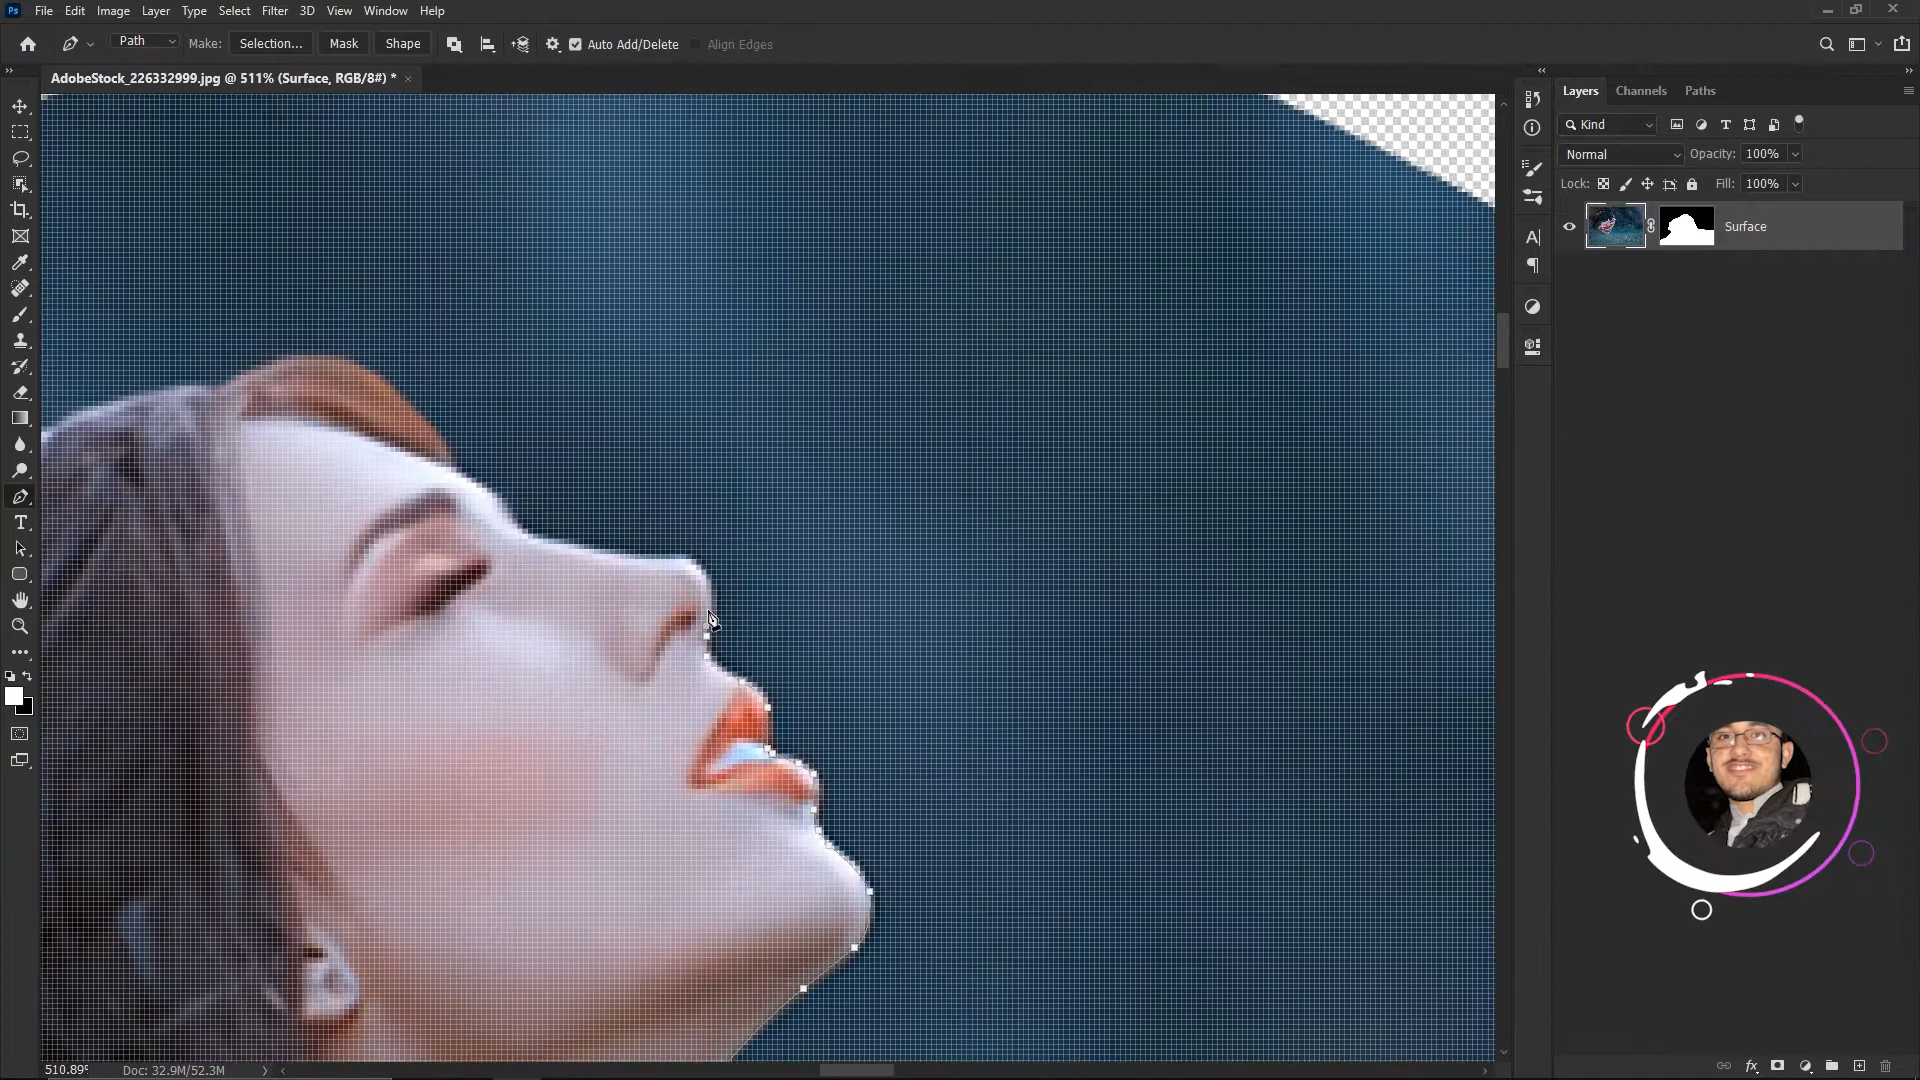 Ps File Edit Image Layer Type Select Filter 3D View Window Help
Path Make: Selection... Mask Shape Auto Add/Delete Align Edges
AdobeStock_226332999.jpg @ 511% (Surface, RGB/8#) * ×
Layers Channels Paths
Kind
Normal Opacity: 100%
Lock: Fill: 100%
Surface
510.89% Doc: 32.9M/52.3M